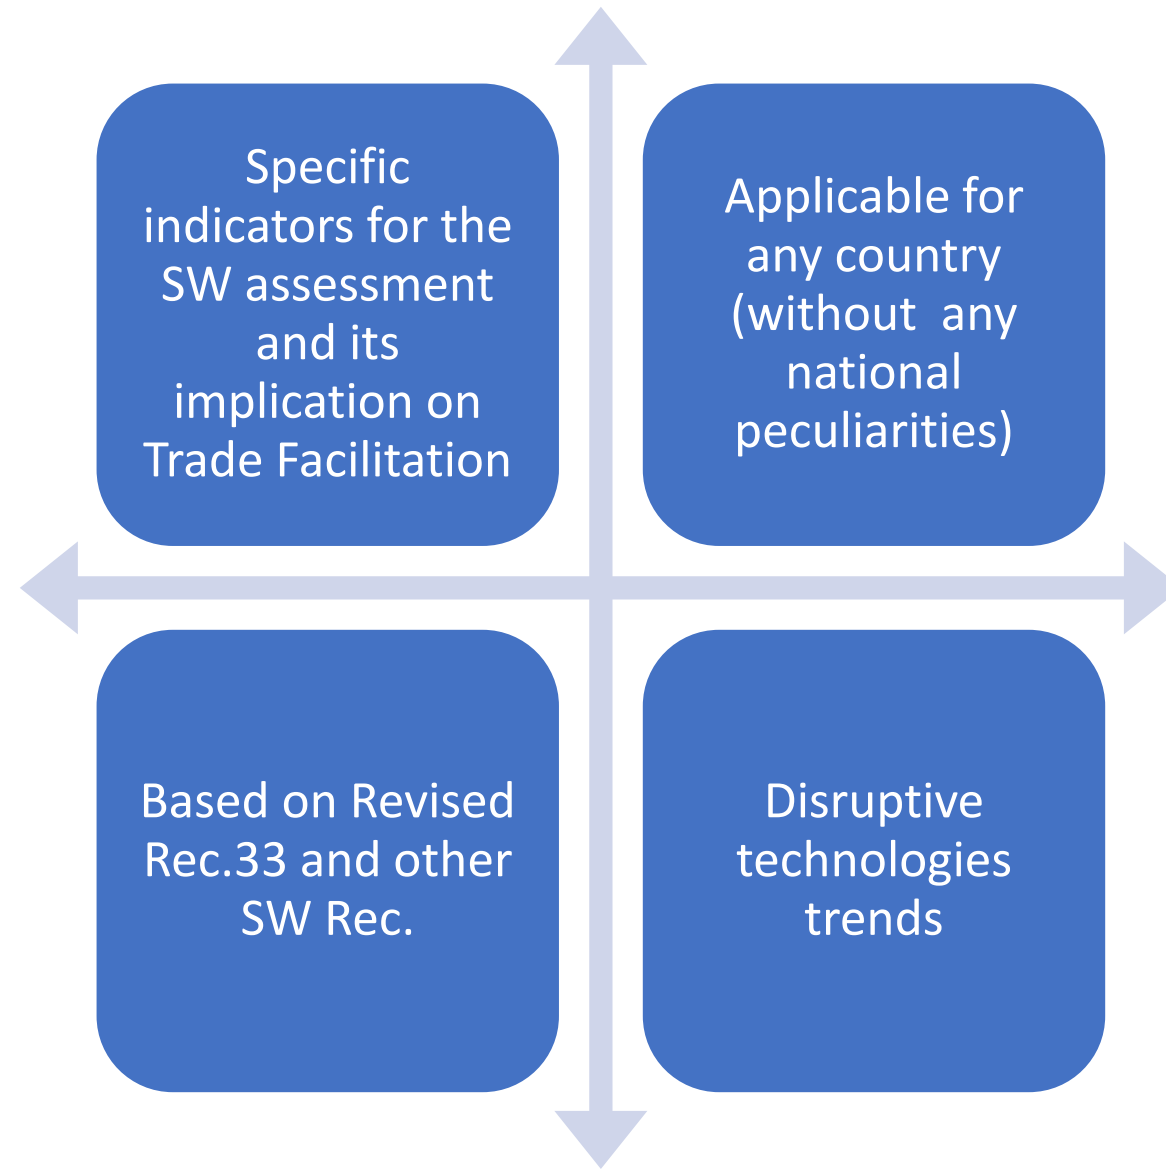 Specific
indicators for the
SW assessment
and its
implication on
Trade Facilitation
Applicable for
any country
(without  any
national
peculiarities)
Based on Revised
Rec.33 and other
SW Rec.
Disruptive
technologies
trends